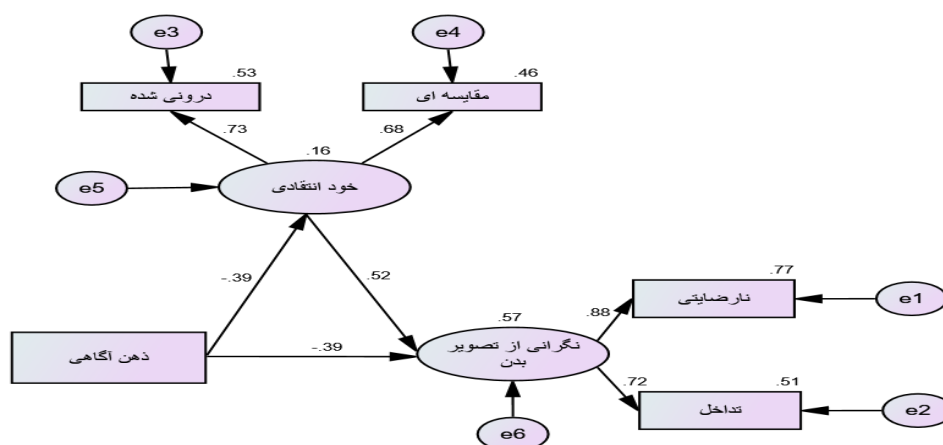 e3
e4
.53
.46
درونی شده
مقایسه ای
.73
.68
.16
e5
خود انتقادی
-.39
.52
.77
نارضایتی
e1
.88
.57
ذهن آگاهی
-.39
نگرانی از تصویر
بدن
.72
.51
تداخل
e2
e6